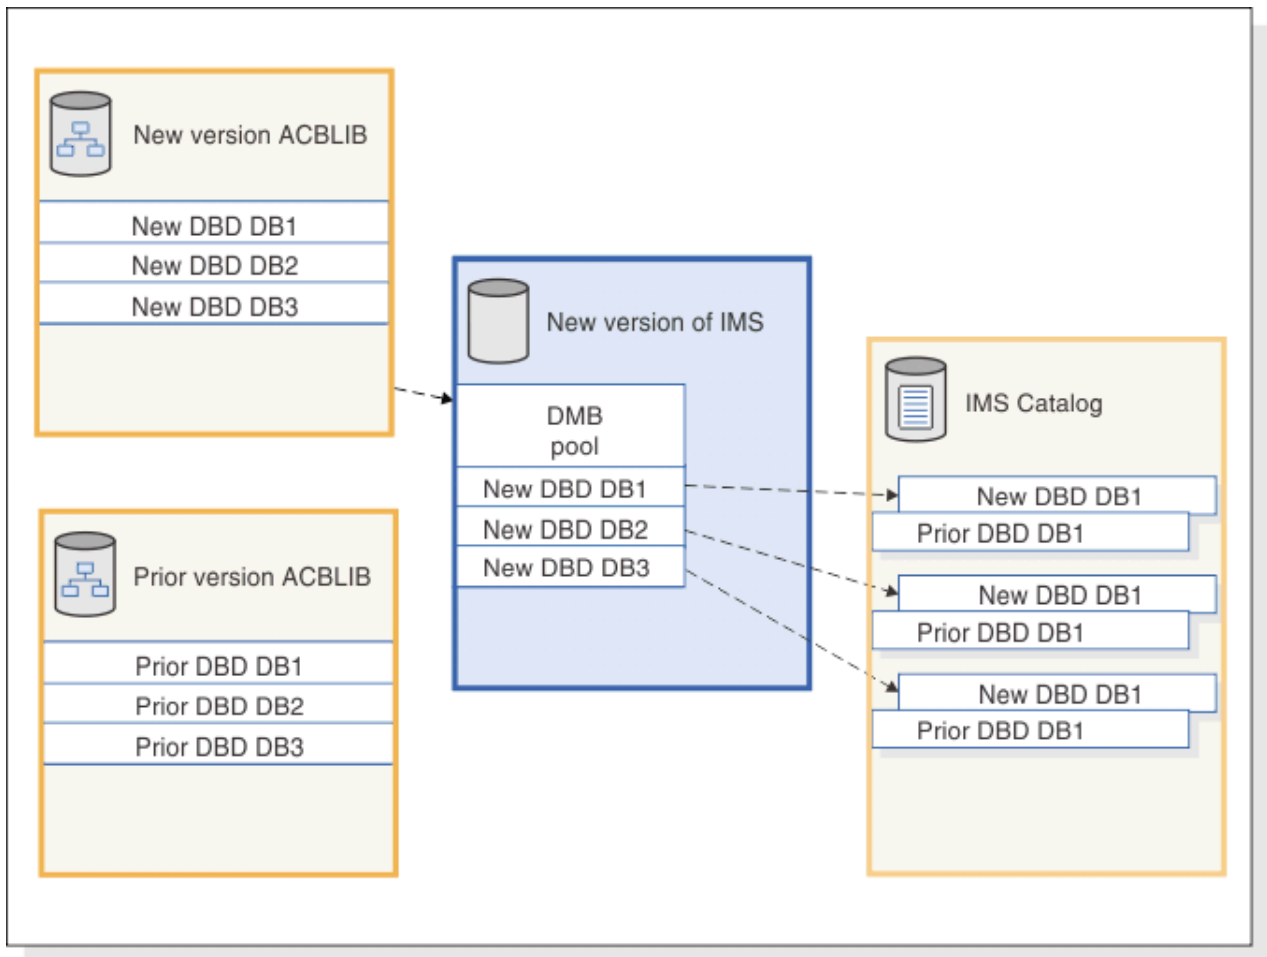 New version ACBLIB
New DBD DB1
New DBD DB2
New DBD DB3
Prior version ACBLIB
Prior DBD DB1
Prior DBD DB2
Prior DBD DB3
New version of IMS
DMB
pool
New DBD DB1
New DBD DB2
New DBD DB3
IMS Catalog
New DBD DB1
Prior DBD DB1
New DBD DB1
Prior DBD DB1
New DBD DB1
Prior DBD DB1